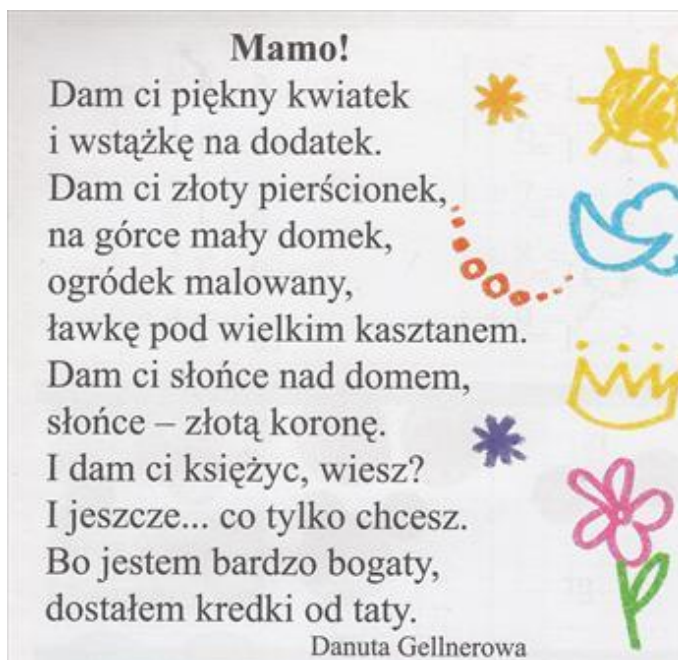 Mamo!
Dam ci piękny kwiatek
i wstążkę na dodatek.
Dam ci złoty pierścionek,
na górce mały domek,
ogródek malowany,
ławkę pod wielkim kasztanem.
Dam ci słońce nad domem,
słońce – złotą koronę.
I dam ci księżyc, wiesz?
I jeszcze... co tylko chcesz.
Bo jestem bardzo bogaty,
dostałem kredki od taty.
Danuta Gellnerowa